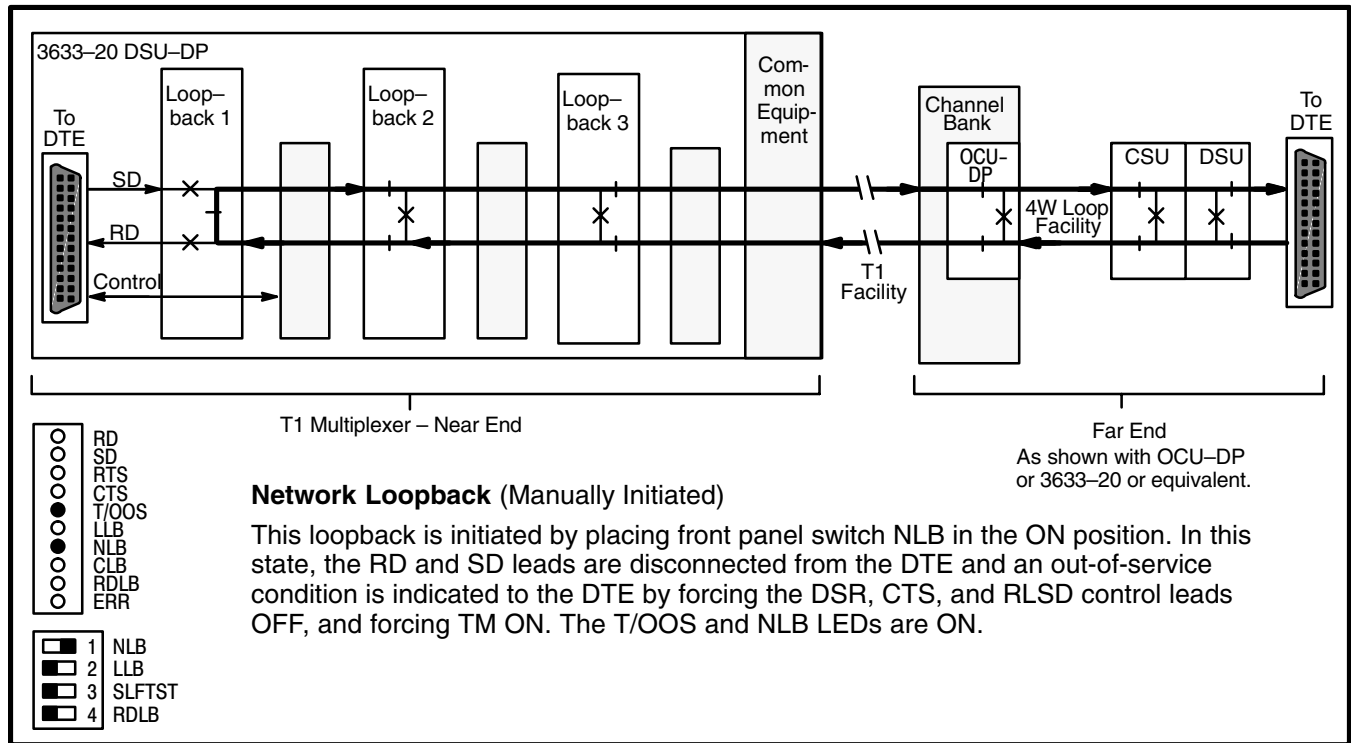 3633–20 DSU–DP
To
DTE
Loop–
back 1
Loop–
back 2
Loop–
back 3
Com-
mon
Equip-
ment
Channel
Bank
OCU–
DP
CSU
DSU
To
DTE
SD
RD
Control
4W Loop
Facility
T1
Facility
T1 Multiplexer – Near End
Far End
As shown with OCU–DP
or 3633–20 or equivalent.
RD
SD
RTS
CTS
T/OOS
LLB
NLB
CLB
RDLB
ERR
1 NLB
2 LLB
3 SLFTST
4 RDLB
Network Loopback (Manually Initiated)
This loopback is initiated by placing front panel switch NLB in the ON position. In this
state, the RD and SD leads are disconnected from the DTE and an out-of-service
condition is indicated to the DTE by forcing the DSR, CTS, and RLSD control leads
OFF, and forcing TM ON. The T/OOS and NLB LEDs are ON.